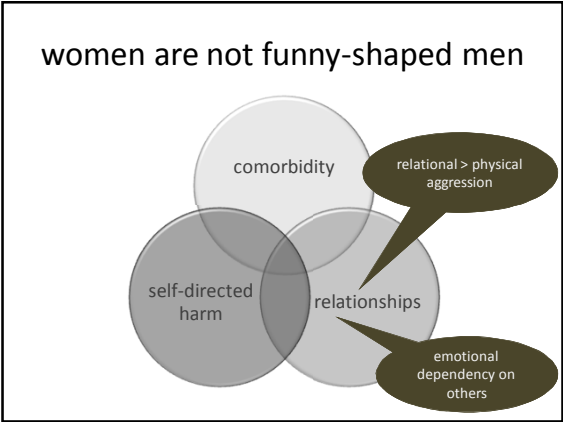 women are not funny-shaped men
comorbidity
relational > physical
aggression
self-directed
harm
relationships
emotional
dependency on
others